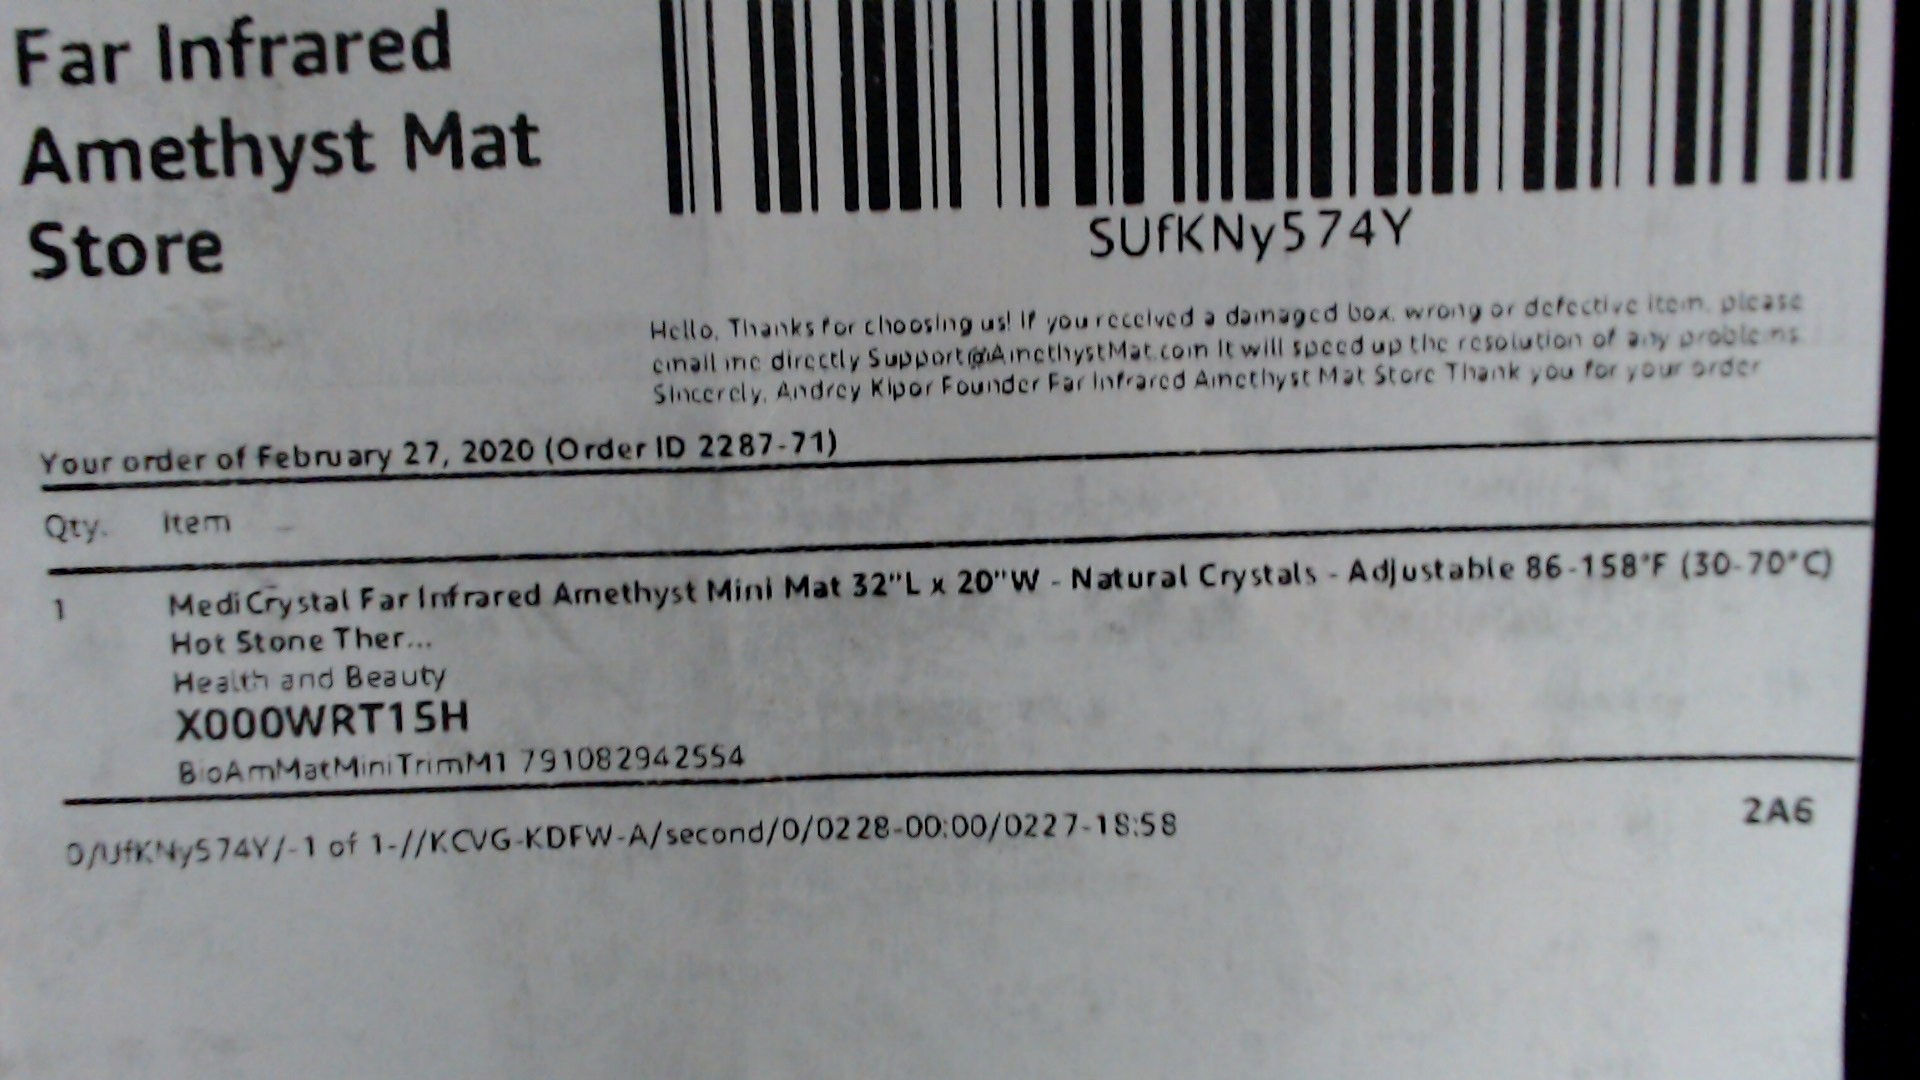 Far Infrared
Amethyst Mat
Store
SUfKNy574Y
Hello, Thanks for choosing us! If you received a damaged box, wrong or defective item, please
email me directly Support@AmethystMat.com It will speed up the resolution of any problems.
Sincerely, Andrey Kipor Founder Far Infrared Amethyst Mat Store Thank you for your order
Your order of February 27, 2020 (Order ID 2287-71)
Qty. Item
1 MediCrystal Far Infrared Amethyst Mini Mat 32"L x 20"W - Natural Crystals - Adjustable 86-158°F (30-70°C)
Hot Stone Ther...
Health and Beauty
X000WRT1SH
BioAmMatMiniTrimM1 791082942554
0/UfKNy574Y/-1 of 1-//KCVG-KDFW-A/second/0/0228-00:00/0227-18:58
2A6